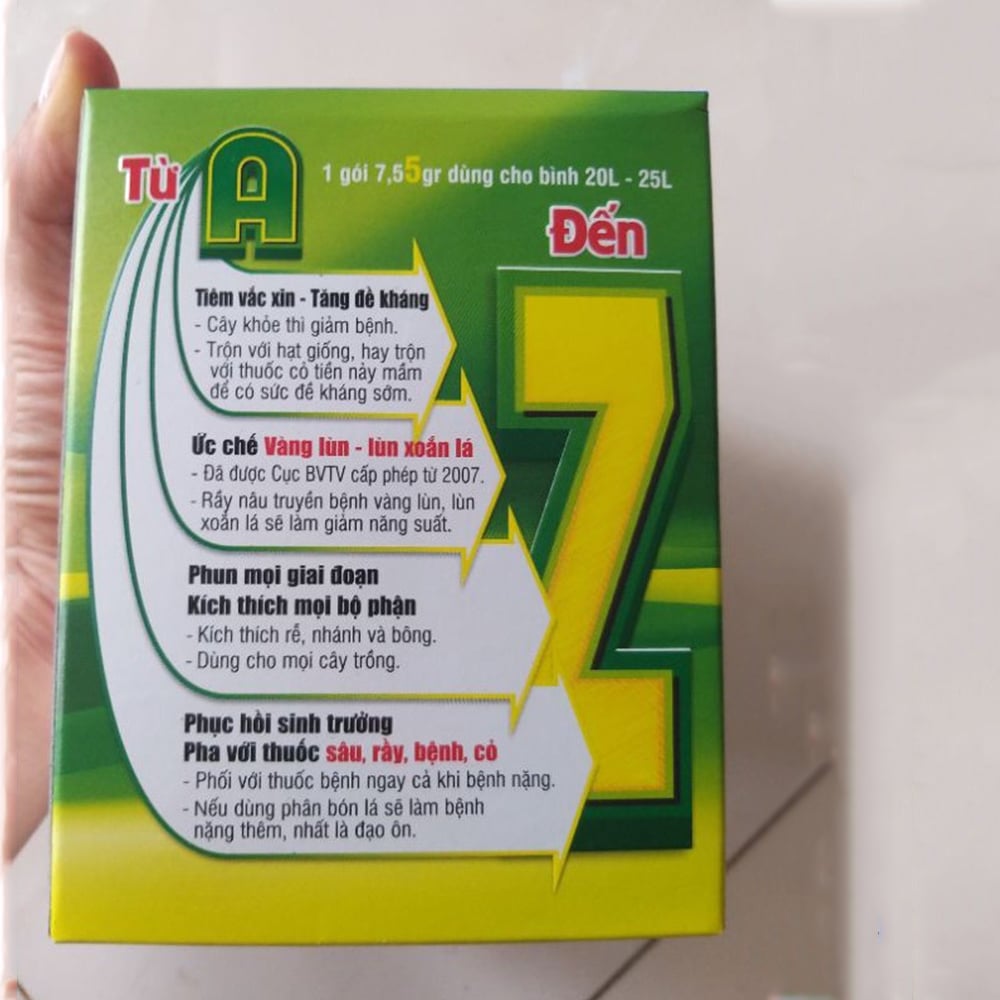 Từ A
1 gói 7,55gr dùng cho bình 20L - 25L
Đến
Z
Tiêm vắc xin - Tăng đề kháng
- Cây khỏe thì giảm bệnh.
- Trộn với hạt giống, hay trộn
với thuốc cỏ tiền nảy mầm
để có sức đề kháng sớm.
Ức chế Vàng lùn - lùn xoắn lá
- Đã được Cục BVTV cấp phép từ 2007.
- Rầy nâu truyền bệnh vàng lùn, lùn
xoắn lá sẽ làm giảm năng suất.
Phun mọi giai đoạn
Kích thích mọi bộ phận
- Kích thích rễ, nhánh và bông.
- Dùng cho mọi cây trồng.
Phục hồi sinh trưởng
Pha với thuốc sâu, rầy, bệnh, cỏ
- Phối với thuốc bệnh ngay cả khi bệnh nặng.
- Nếu dùng phân bón lá sẽ làm bệnh
nặng thêm, nhất là đạo ôn.